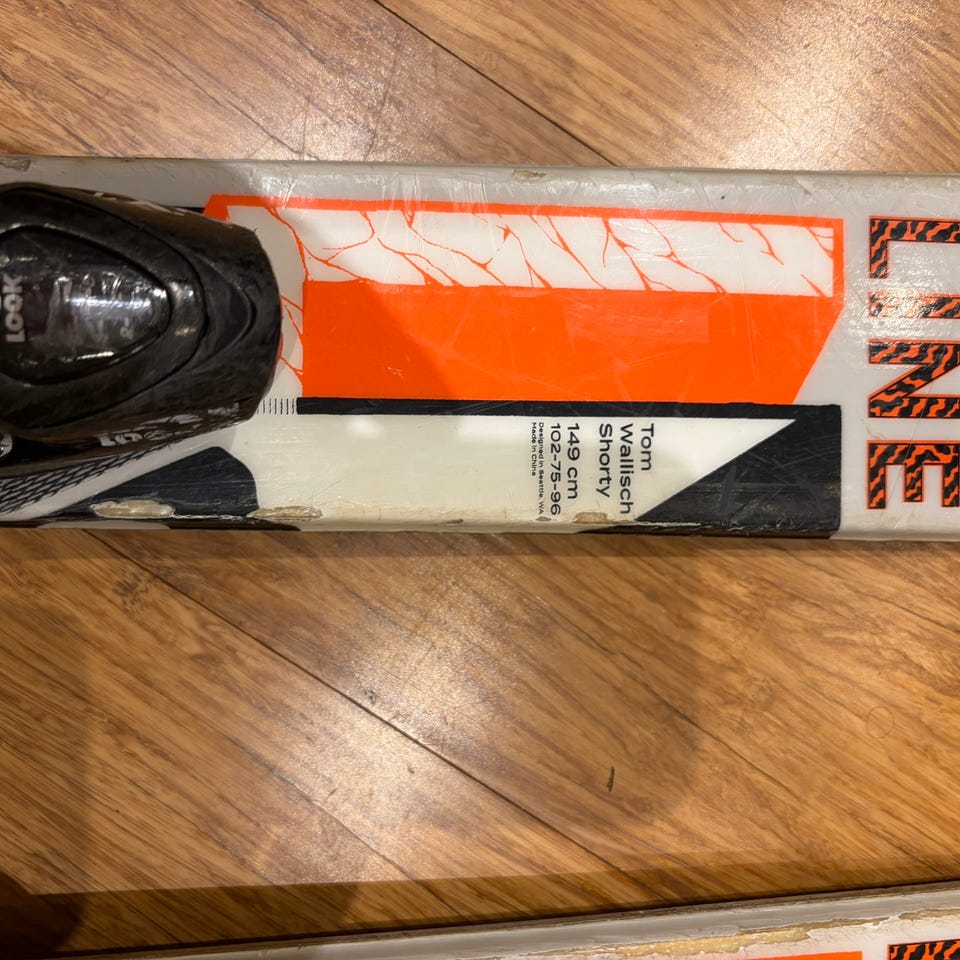 LOOK
Tom
Wallisch
Shorty
149 cm
102-75-96
Designed in Seattle, WA
Made in China
LINE